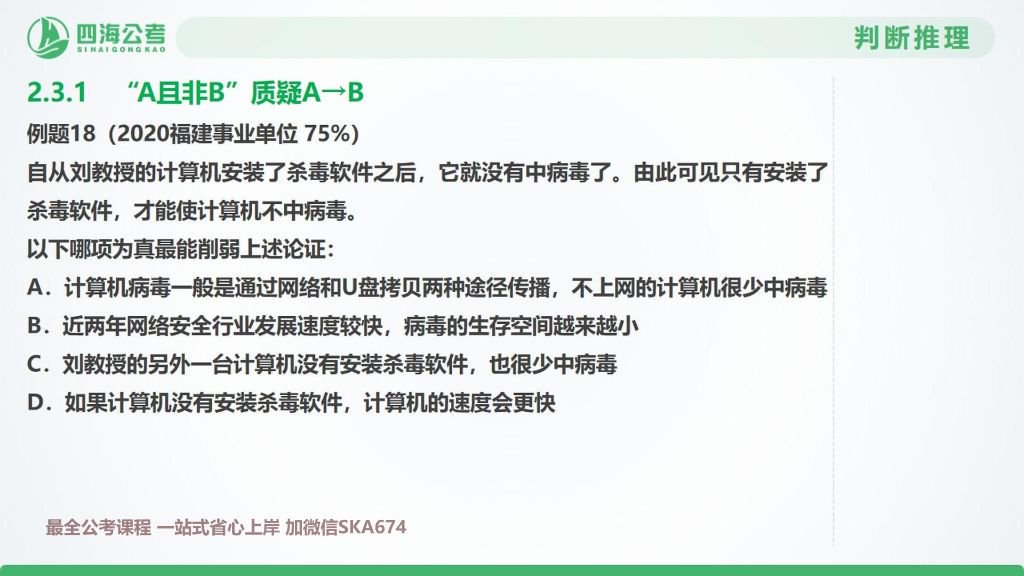 四海公考
SIHAIGONGKAO
判断推理
2.3.1 “A且非B”质疑A→B
例题18（2020福建事业单位 75%）
自从刘教授的计算机安装了杀毒软件之后，它就没有中病毒了。由此可见只有安装了
杀毒软件，才能使计算机不中病毒。
以下哪项为真最能削弱上述论证：
A．计算机病毒一般是通过网络和U盘拷贝两种途径传播，不上网的计算机很少中病毒
B．近两年网络安全行业发展速度较快，病毒的生存空间越来越小
C．刘教授的另外一台计算机没有安装杀毒软件，也很少中病毒
D．如果计算机没有安装杀毒软件，计算机的速度会更快
最全公考课程 一站式省心上岸 加微信SKA674